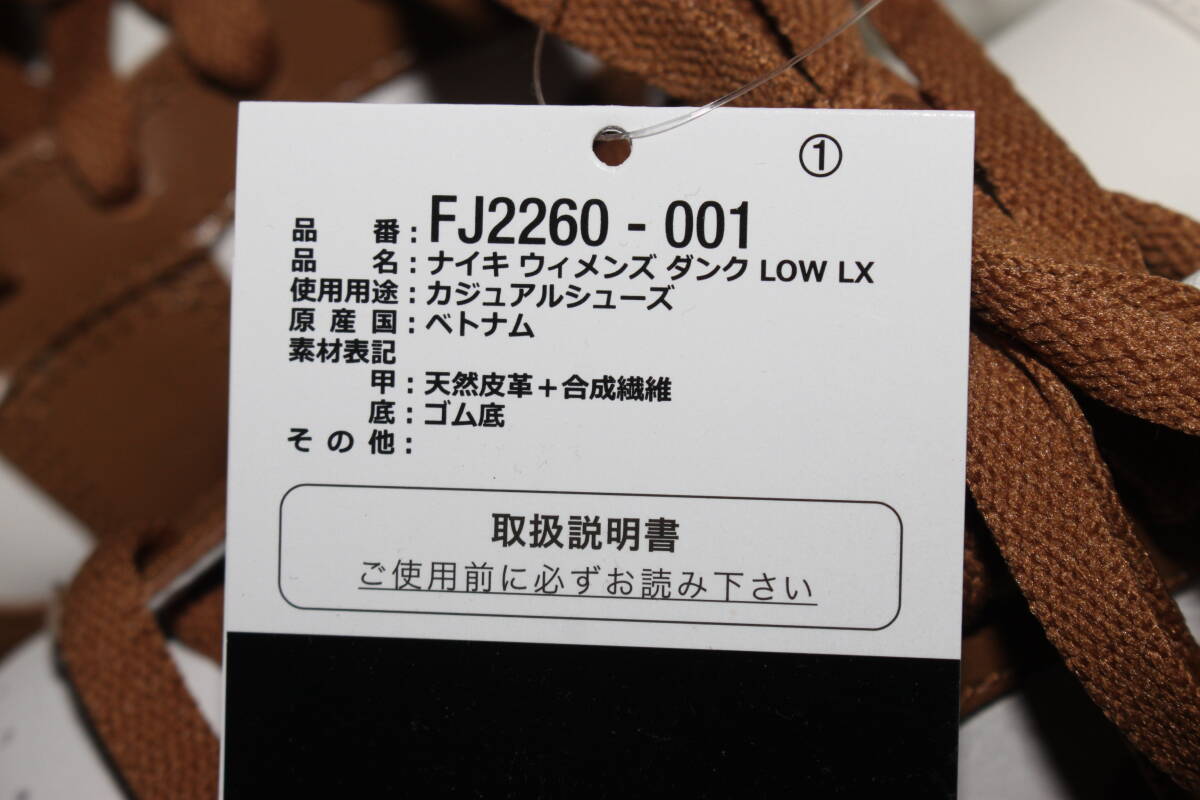 ①
品番：FJ2260 - 001
品名：ナイキ ウィメンズ ダンク LOW LX
使用用途：カジュアルシューズ
原産国：ベトナム
素材表記
甲：天然皮革＋合成繊維
底：ゴム底
その他：
取扱説明書
ご使用前に必ずお読み下さい